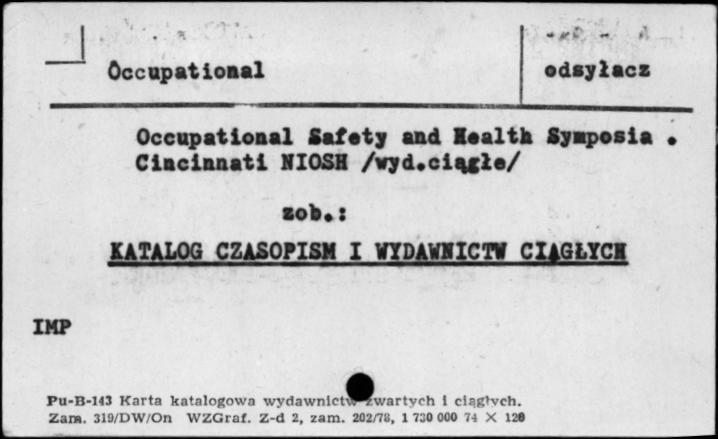 Occupational
odsyłacz
Occupational Safety and Health Symposia .
Cincinnati NIOSH /wyd.ciągłe/
zob.:
KATALOG CZASOPISM I WYDAWNICTW CIĄGŁYCH
IMP
Pu-B-143 Karta katalogowa wydawnictw zwartych i ciągłych.
Zam. 319/DW/On WZGraf. Z-d 2, zam. 202/78, 1 730 000 74 X 120